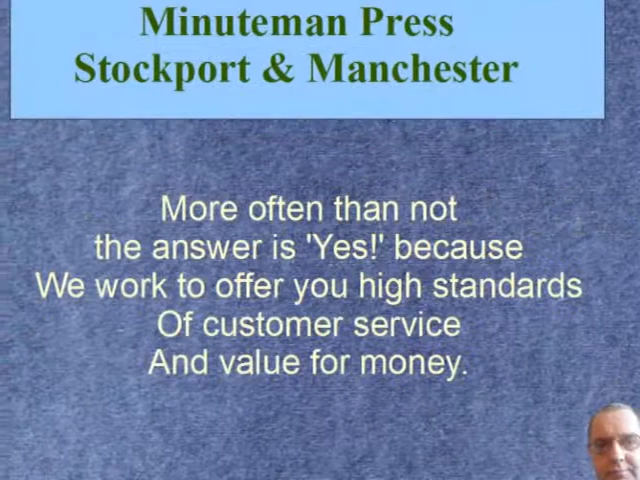 Minuteman Press
Stockport & Manchester
More often than not
the answer is 'Yes!' because
We work to offer you high standards
Of customer service
And value for money.